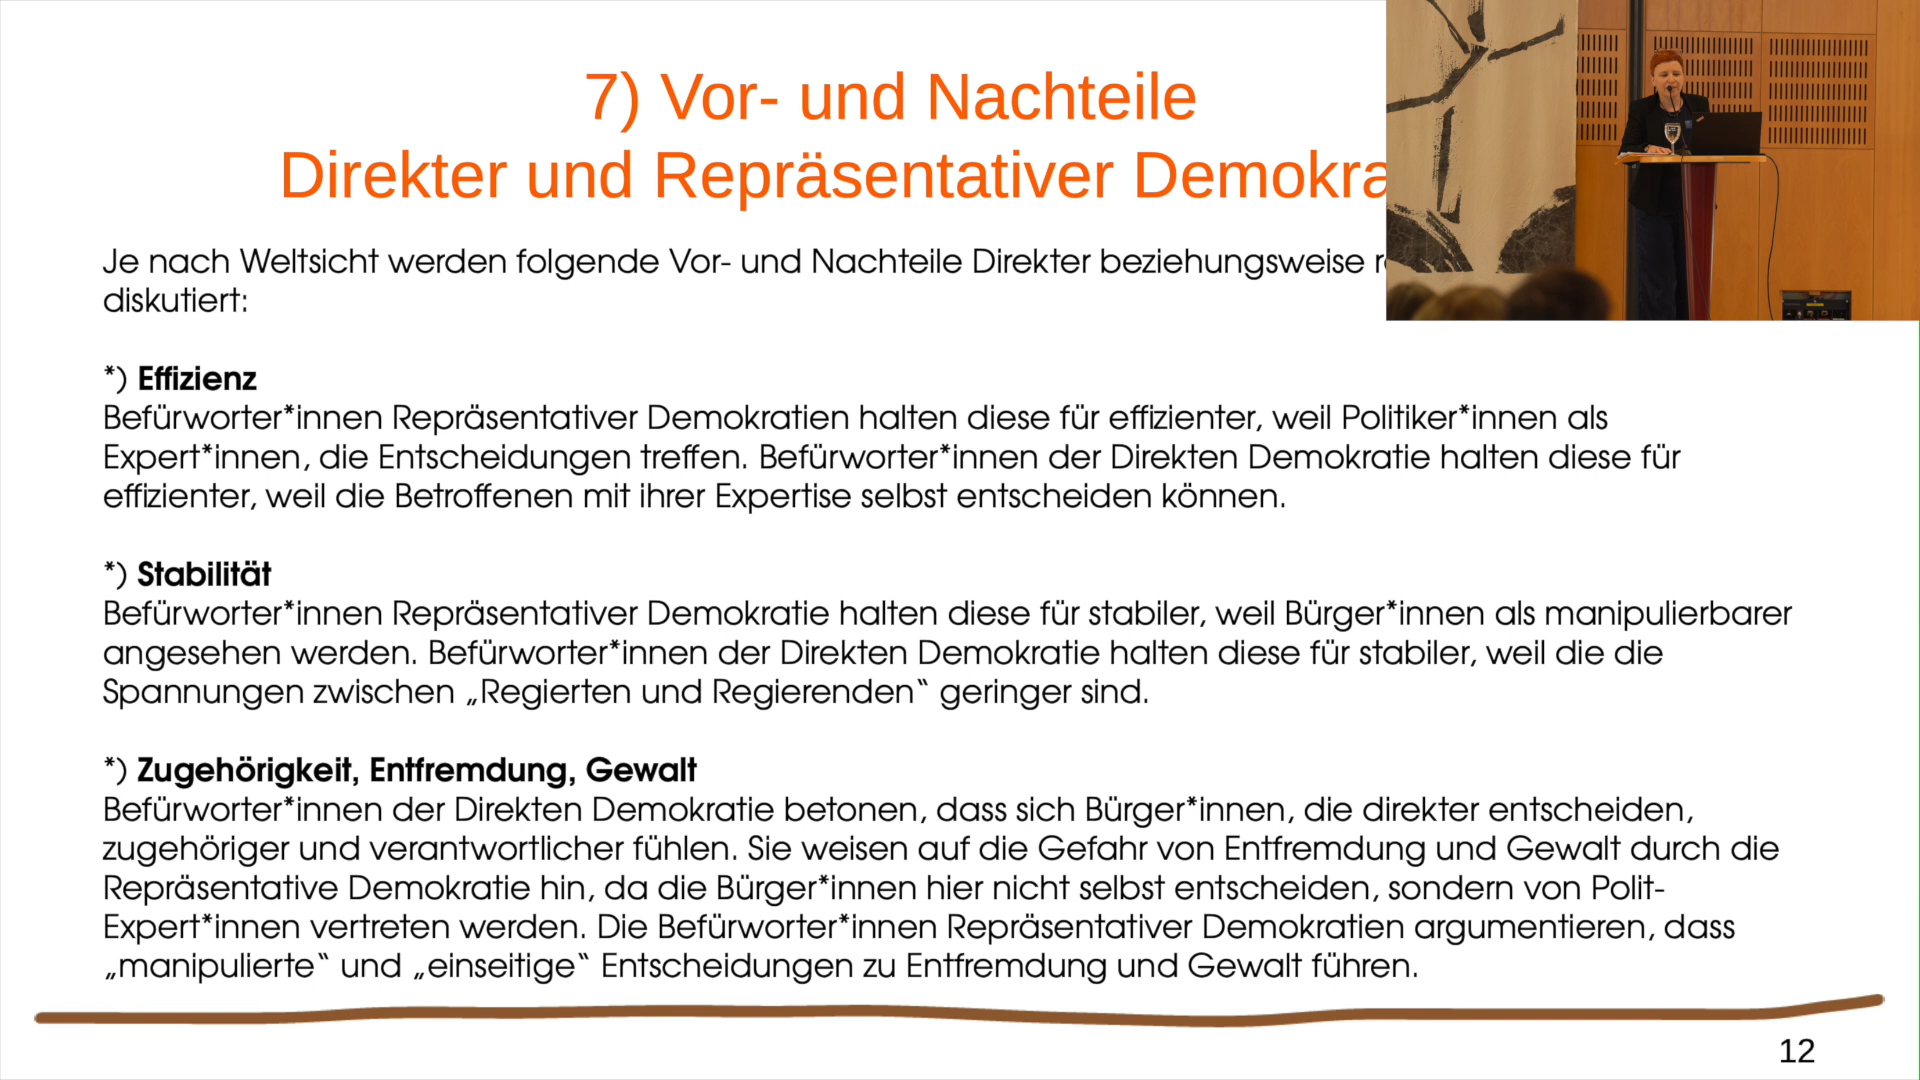 7) Vor- und Nachteile
Direkter und Repräsentativer
Je nach Weltsicht werden folgende Vor- und Nachteile Direkter beziehungsweise
diskutiert:
*) Effizienz
Befürworter*innen Repräsentativer Demokratien halten diese für effizienter, weil Politiker*innen als
Expert*innen, die Entscheidungen treffen. Befürworter*innen der Direkten Demokratie halten diese für
effizienter, weil die Betroffenen mit ihrer Expertise selbst entscheiden können.
*) Stabilität
Befürworter*innen Repräsentativer Demokratie halten diese für stabiler, weil Bürger*innen als manipulierbarer
angesehen werden. Befürworter*innen der Direkten Demokratie halten diese für stabiler, weil die die
Spannungen zwischen „Regierten und Regierenden‟ geringer sind.
*) Zugehörigkeit, Entfremdung, Gewalt
Befürworter*innen der Direkten Demokratie betonen, dass sich Bürger*innen, die direkter entscheiden,
zugehöriger und verantwortlicher fühlen. Sie weisen auf die Gefahr von Entfremdung und Gewalt durch die
Repräsentative Demokratie hin, da die Bürger*innen hier nicht selbst entscheiden, sondern von Polit-
Expert*innen vertreten werden. Die Befürworter*innen Repräsentativer Demokratien argumentieren, dass
„manipulierte‟ und „einseitige‟ Entscheidungen zu Entfremdung und Gewalt führen.
12